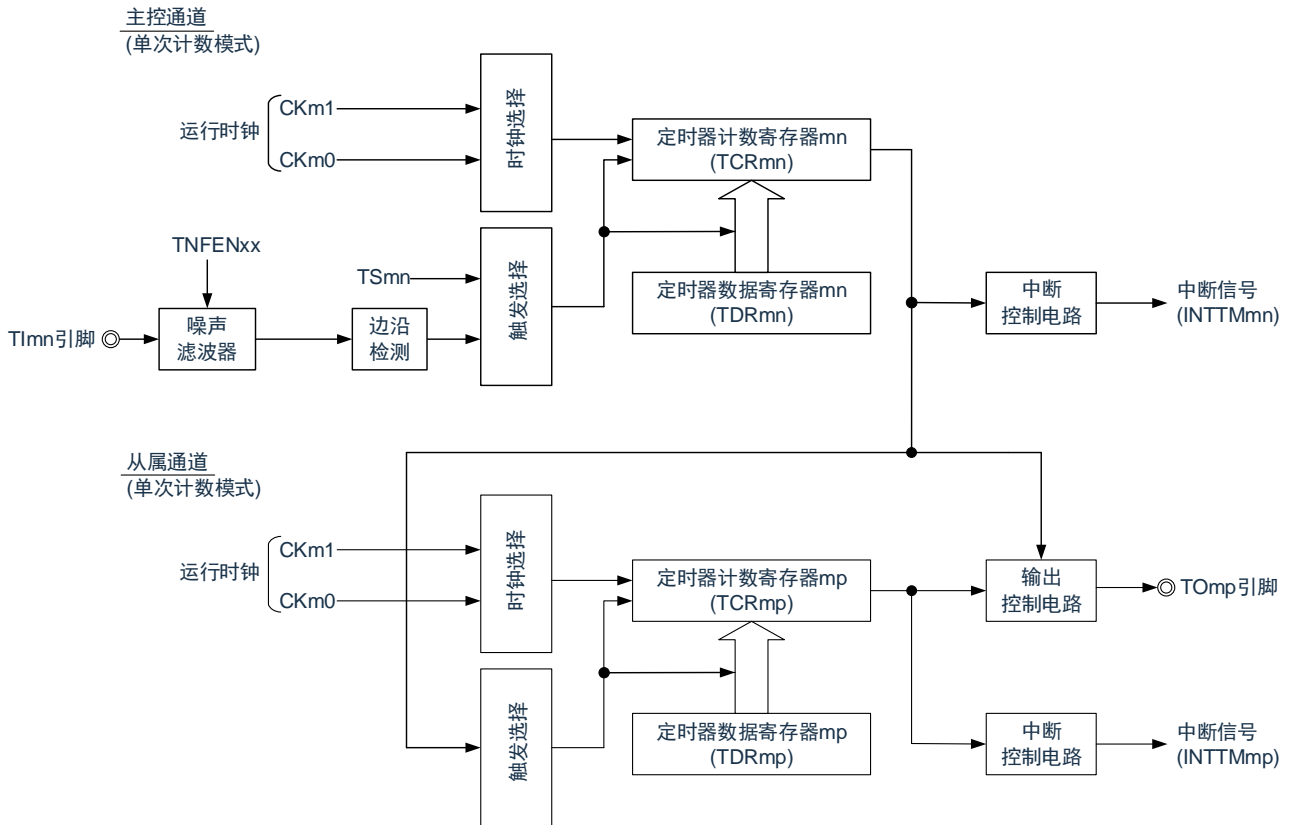 主控通道
(单次计数模式)
运行时钟
CKm1
CKm0
时钟选择
定时器计数寄存器mn
(TCRmn)
TNFENxx
TSmn
触发选择
定时器数据寄存器mn
(TDRmn)
中断
控制电路
中断信号
(INTTMmn)
TImn引脚
噪声
滤波器
边沿
检测
从属通道
(单次计数模式)
运行时钟
CKm1
CKm0
时钟选择
定时器计数寄存器mp
(TCRmp)
输出
控制电路
TOmp引脚
触发选择
定时器数据寄存器mp
(TDRmp)
中断
控制电路
中断信号
(INTTMmp)